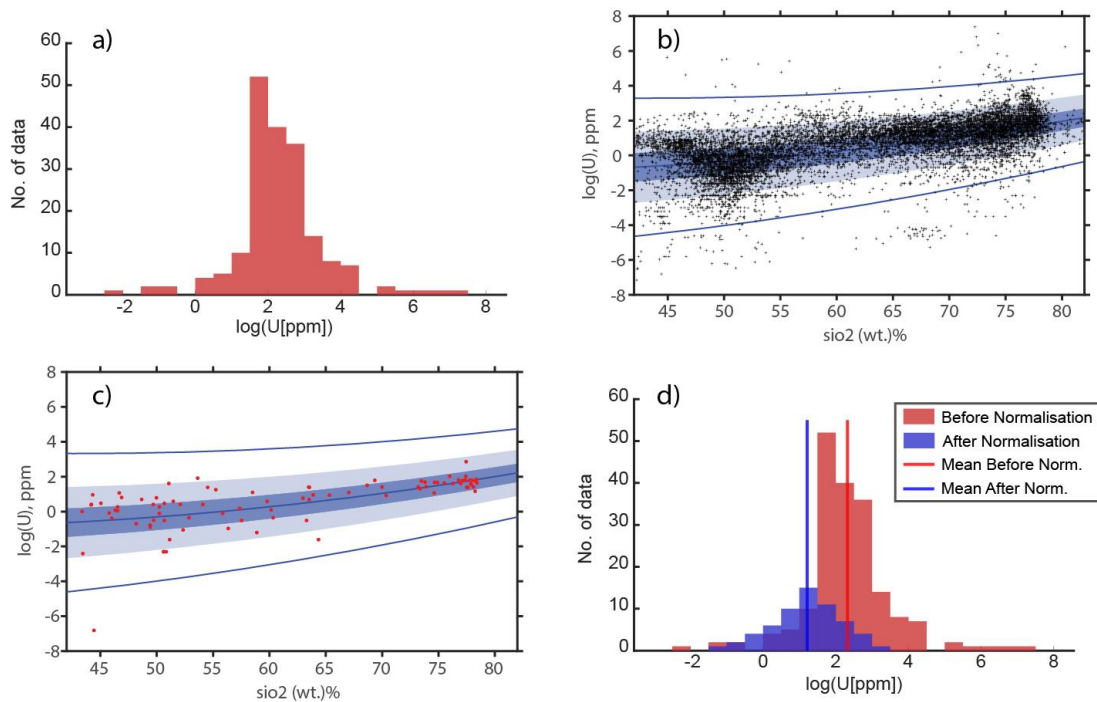 a)
60
50
40
30
20
10
0
No. of data
-2 0 2 4 6 8
log(U[ppm])
b)
8
6
4
2
0
-2
-4
-6
-8
log(U), ppm
45 50 55 60 65 70 75 80
sio2 (wt.)%
c)
8
6
4
2
0
-2
-4
-6
-8
log(U), ppm
45 50 55 60 65 70 75 80
sio2 (wt.)%
d)
60
50
40
30
20
10
0
No. of data
-2 0 2 4 6 8
log(U[ppm])
Before Normalisation
After Normalisation
Mean Before Norm.
Mean After Norm.